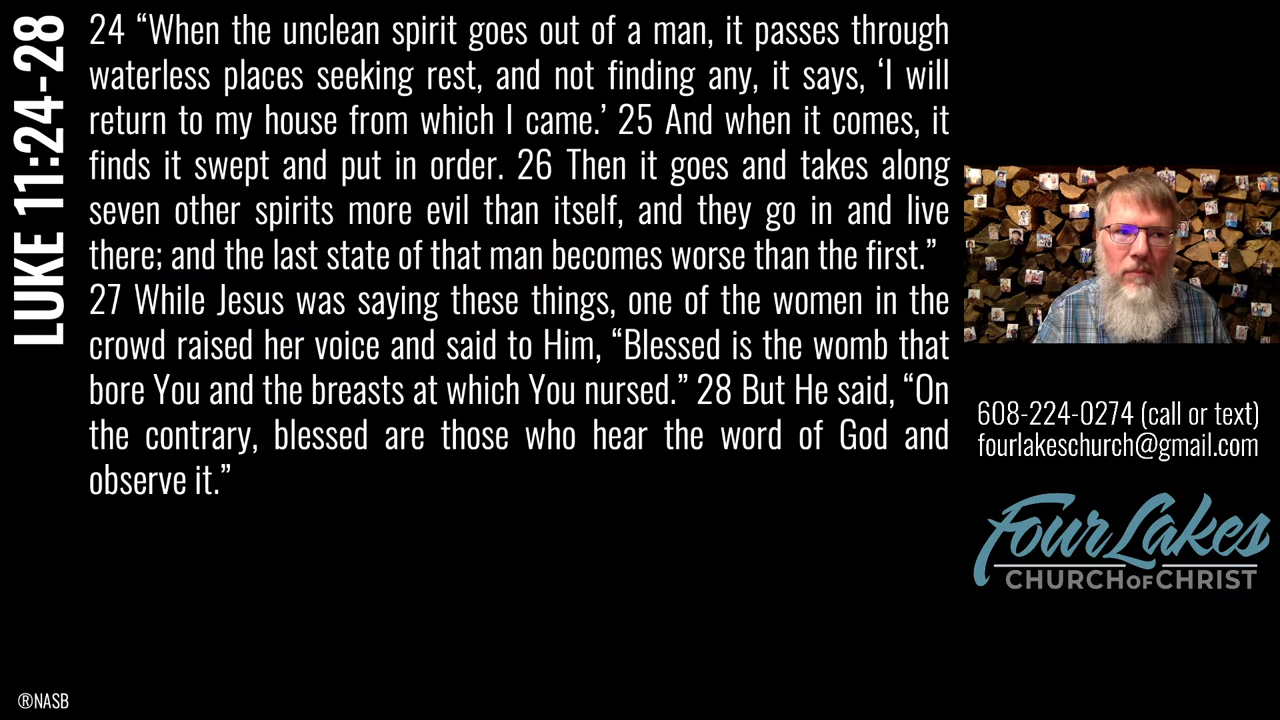 LUKE 11:24-28
24 “When the unclean spirit goes out of a man, it passes through
waterless places seeking rest, and not finding any, it says, ‘I will
return to my house from which I came.’ 25 And when it comes, it
finds it swept and put in order. 26 Then it goes and takes along
seven other spirits more evil than itself, and they go in and live
there; and the last state of that man becomes worse than the first.”
27 While Jesus was saying these things, one of the women in the
crowd raised her voice and said to Him, “Blessed is the womb that
bore You and the breasts at which You nursed.” 28 But He said, “On
the contrary, blessed are those who hear the word of God and
observe it.”
608-224-0274 (call or text)
fourlakeschurch@gmail.com
Four Lakes
CHURCH OF CHRIST
®NASB